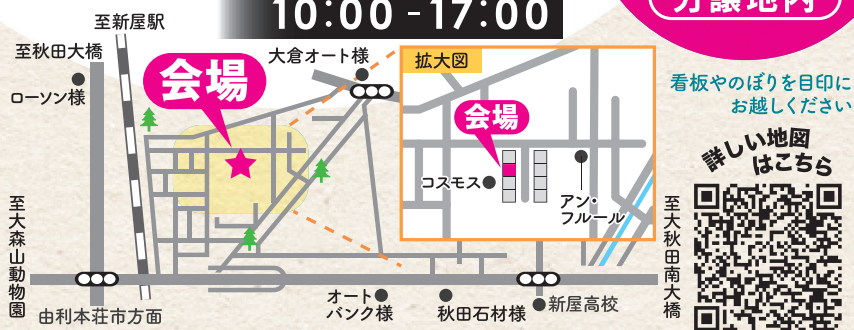 10:00-17:00
分譲地内
至新屋駅
至秋田大橋
ローソン様
会場
大倉オート様
拡大図
会場
コスモス
アン・
フルール
看板やのぼりを目印に
お越しください
詳しい地図
はこちら
至大森山動物園
至大秋田南大橋
由利本荘市方面
オート
バンク様
秋田石材様
新屋高校